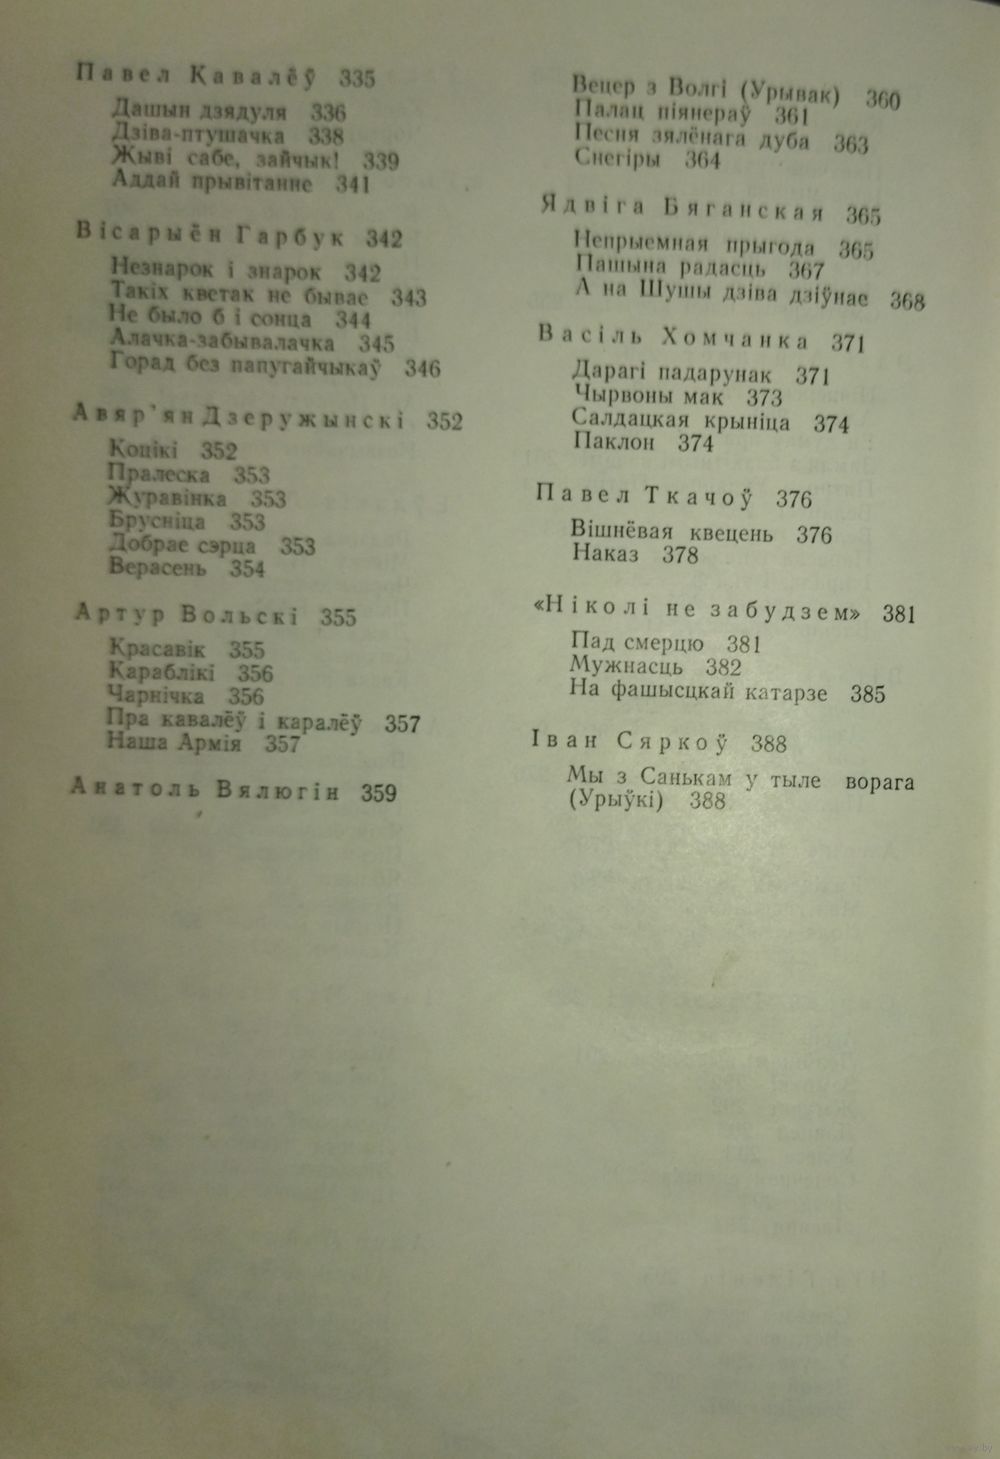 Павел Кавалёў 335
Дашын дзядуля 336
Дзіва-птушачка 338
Жыві сабе, зайчык! 339
Аддай прывітанне 341
Вісарыён Гарбук 342
Незнарок і знарок 342
Такіх кветак не бывае 343
Не было б і сонца 344
Алачка-забывалачка 345
Горад без папугайчыкаў 346
Авяр'ян Дзеружынскі 352
Коцікі 352
Пралеска 353
Журавінка 353
Брусніца 353
Добрае сэрца 353
Верасень 354
Артур Вольскі 355
Красавік 355
Караблікі 356
Чарнічка 356
Пра кавалёў і каралёў 357
Наша Армія 357
Анатоль Вялюгін 359
Вецер з Волгі (Урывак) 360
Палац піянераў 361
Песня зялёнага дуба 363
Снегіры 364
Ядвіга Бяганская 365
Непрыемная прыгода 365
Пашына радасць 367
А на Шушы дзіва дзіўнае 368
Васіль Хомчанка 371
Дарагі падарунак 371
Чырвоны мак 373
Салдацкая крыніца 374
Паклон 374
Павел Ткачоў 376
Вішнёвая квецень 376
Наказ 378
«Ніколі не забудзем» 381
Пад смерцю 381
Мужнасць 382
На фашысцкай катарзе 385
Іван Сяркоў 388
Мы з Санькам у тыле ворага
(Урыўкі) 388